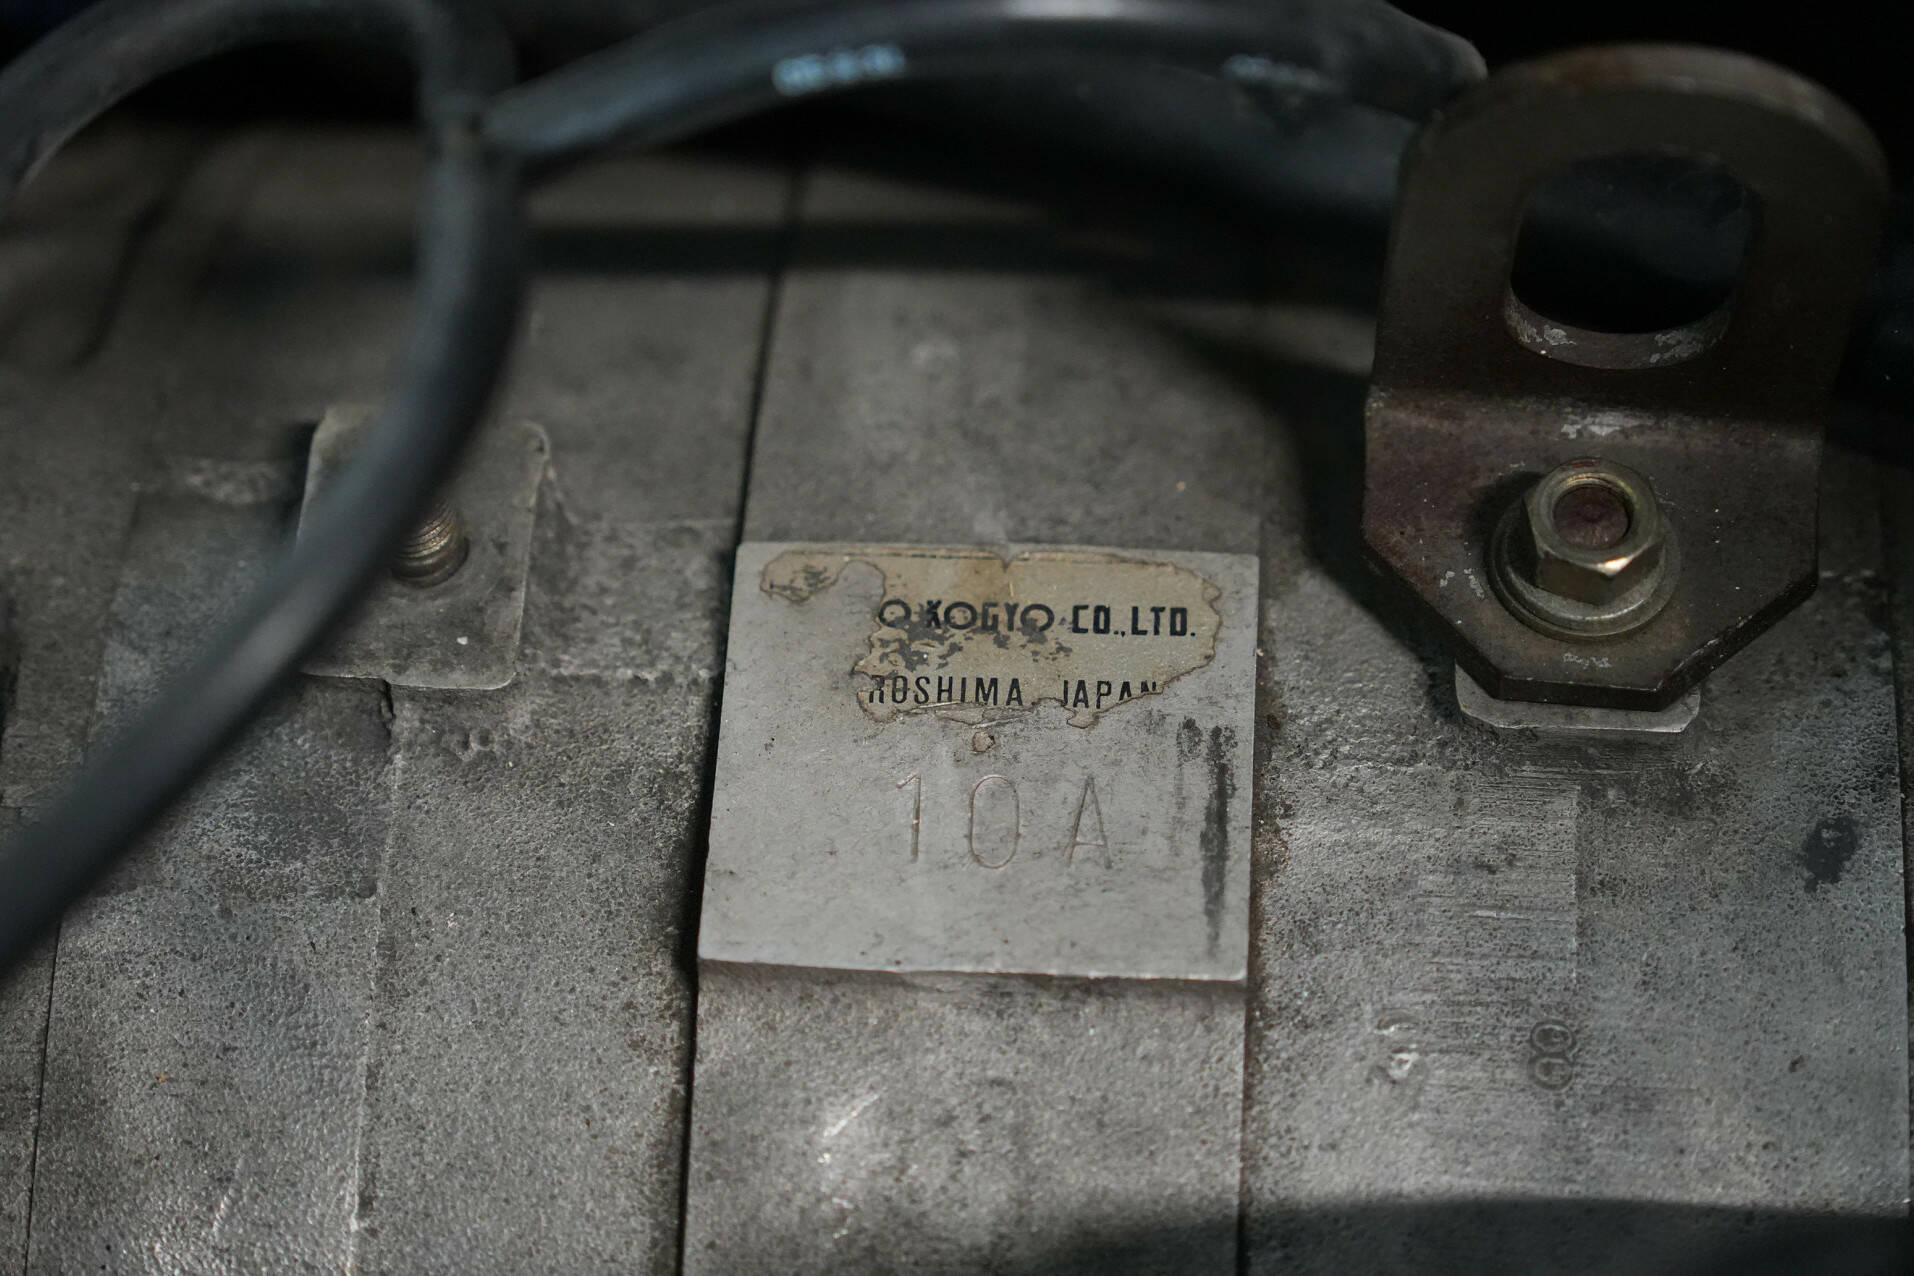 O KOGYO CO.,LTD.
ROSHIMA JAPAN
10A